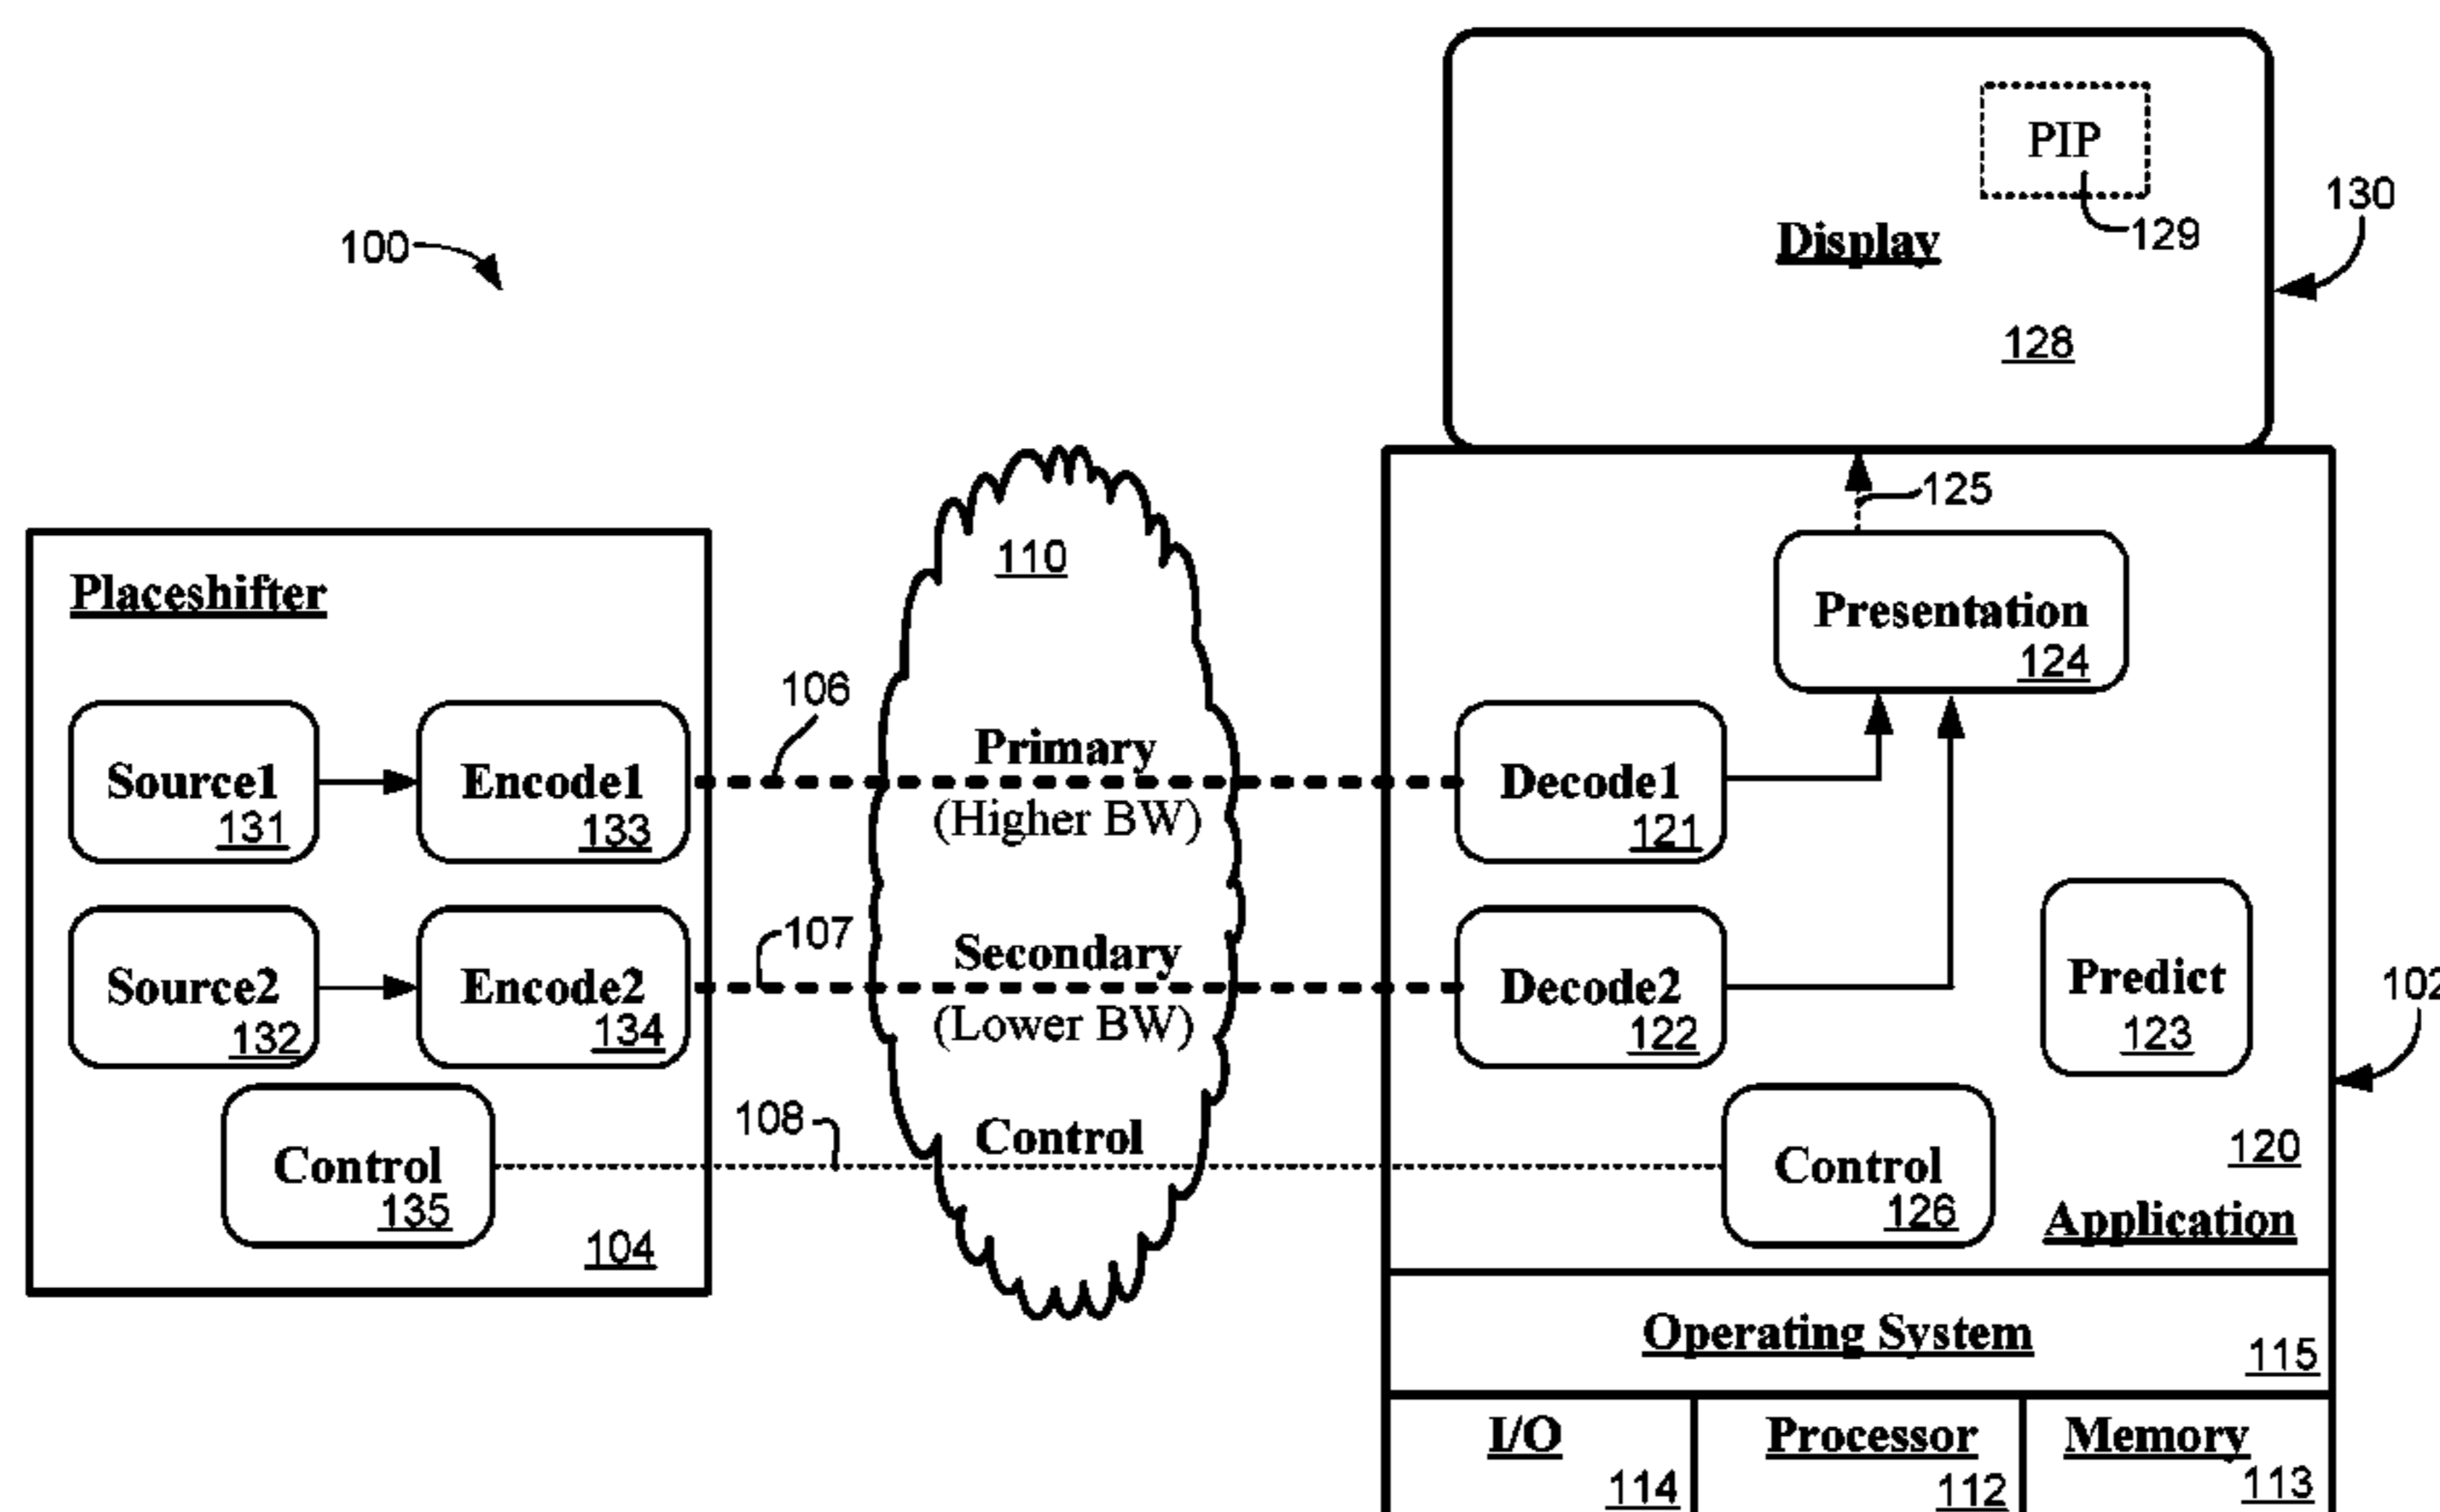 PIP
129
130
Display
128
100
125
110
Placeshifter
Presentation
124
106
Primary
(Higher BW)
Source1
131
Encode1
133
Decode1
121
107
Secondary
(Lower BW)
Source2
132
Encode2
134
Decode2
122
Predict
123
102
108
Control
Control
135
Control
126
104
120
Application
Operating System
115
I/O
114
Processor
112
Memory
113